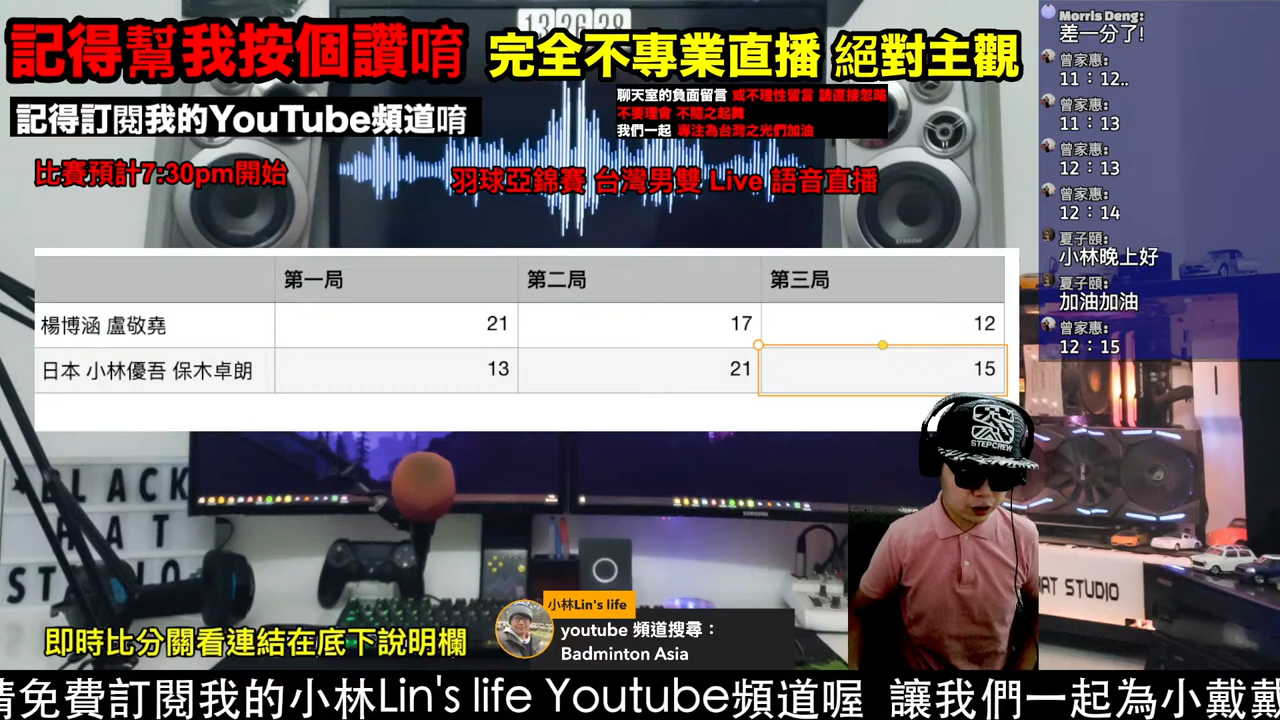 記得幫我按個讚唷
完全不專業直播 絕對主觀
記得訂閱我的YouTube頻道唷
聊天室的負面留言 或不理性留言 請直接忽略
不要理會 不隨之起舞
我們一起 專注為台灣之光們加油
比賽預計7:30pm開始
羽球亞錦賽 台灣男雙 Live 語音直播
第一局 第二局 第三局
楊博涵 盧敬堯 21 17 12
日本 小林優吾 保木卓朗 13 21 15
Morris Deng:
差一分了!
曾家惠:
11：12..
曾家惠:
11：13
曾家惠:
12：13
曾家惠:
12：14
夏子頤:
小林晚上好
夏子頤:
加油加油
曾家惠:
12：15
STEPCREW
SAMSUNG
BLACK
HAT
STUDIO
HAT STUDIO
即時比分關看連結在底下說明欄
小林Lin's life
youtube 頻道搜尋：
Badminton Asia
請免費訂閱我的小林Lin's life Youtube頻道喔 讓我們一起為小戴戴